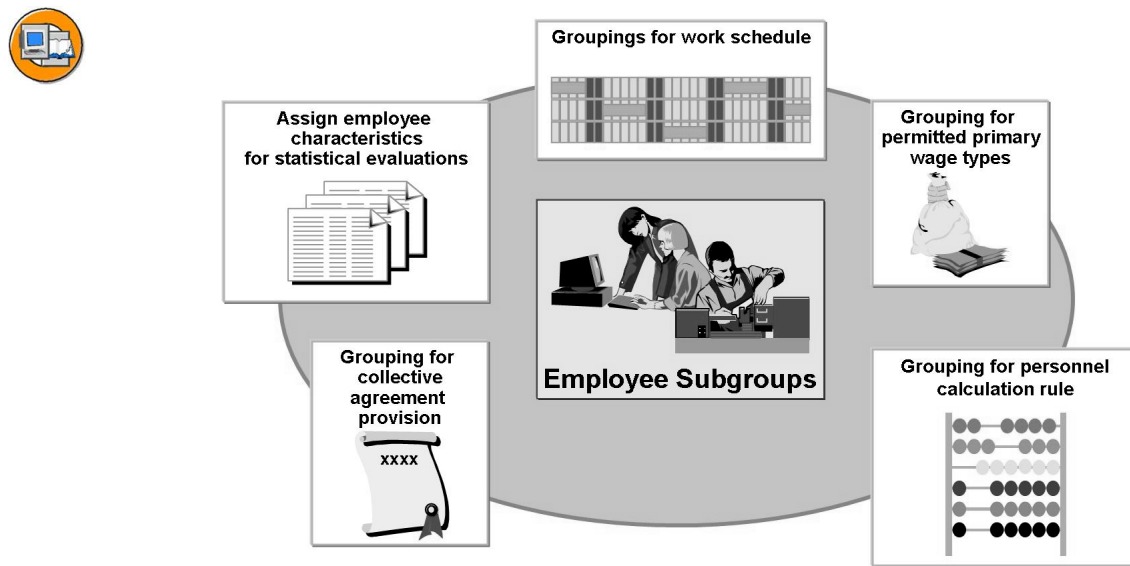 Groupings for work schedule
Assign employee
characteristics
for statistical evaluations
Grouping for
permitted primary
wage types
Employee Subgroups
Grouping for
collective
agreement
provision
xxxx
Grouping for personnel
calculation rule